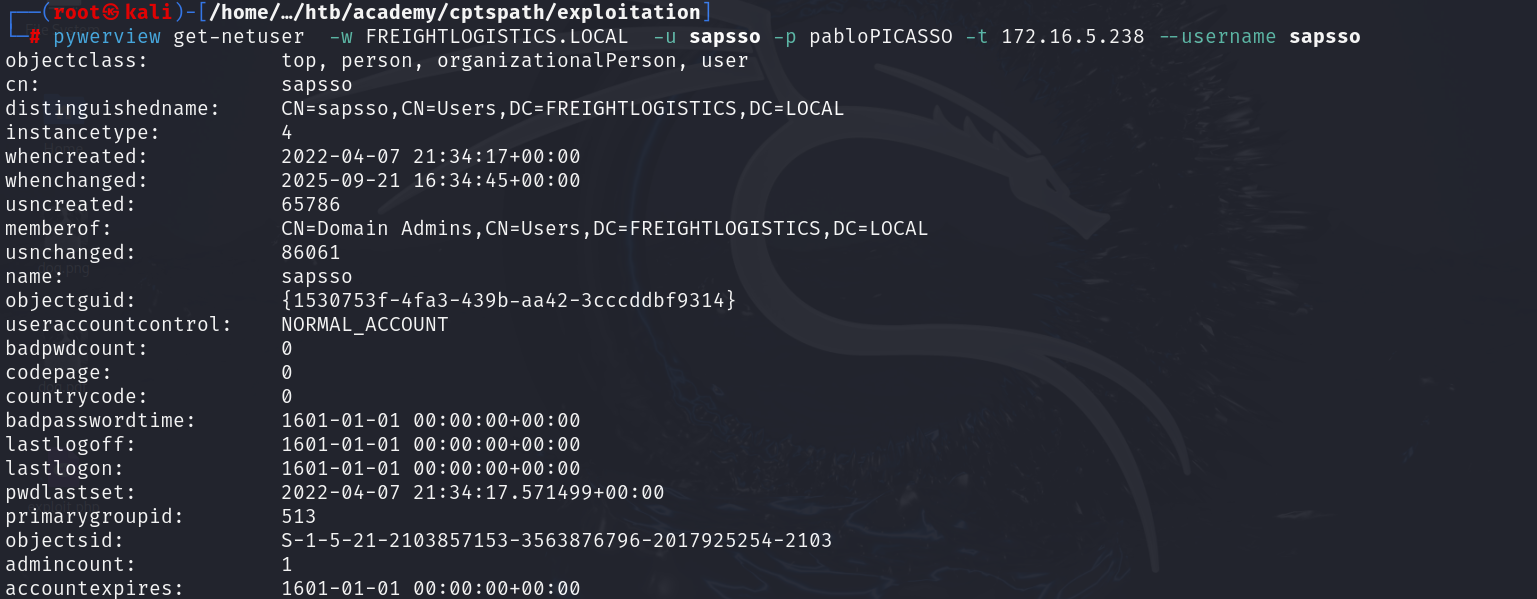 ┌──(root㉿kali)-[/home/…/htb/academy/cptspath/exploitation]
└─# pywerview get-netuser  -w FREIGHTLOGISTICS.LOCAL  -u sapsso -p pabloPICASSO -t 172.16.5.238 --username sapsso
objectclass:           top, person, organizationalPerson, user
cn:                    sapsso
distinguishedname:     CN=sapsso,CN=Users,DC=FREIGHTLOGISTICS,DC=LOCAL
instancetype:          4
whencreated:           2022-04-07 21:34:17+00:00
whenchanged:           2025-09-21 16:34:45+00:00
usncreated:            65786
memberof:              CN=Domain Admins,CN=Users,DC=FREIGHTLOGISTICS,DC=LOCAL
usnchanged:            86061
name:                  sapsso
objectguid:            {1530753f-4fa3-439b-aa42-3cccddbf9314}
useraccountcontrol:    NORMAL_ACCOUNT
badpwdcount:           0
codepage:              0
countrycode:           0
badpasswordtime:       1601-01-01 00:00:00+00:00
lastlogoff:            1601-01-01 00:00:00+00:00
lastlogon:             1601-01-01 00:00:00+00:00
pwdlastset:            2022-04-07 21:34:17.571499+00:00
primarygroupid:        513
objectsid:             S-1-5-21-2103857153-3563876796-2017925254-2103
admincount:            1
accountexpires:        1601-01-01 00:00:00+00:00